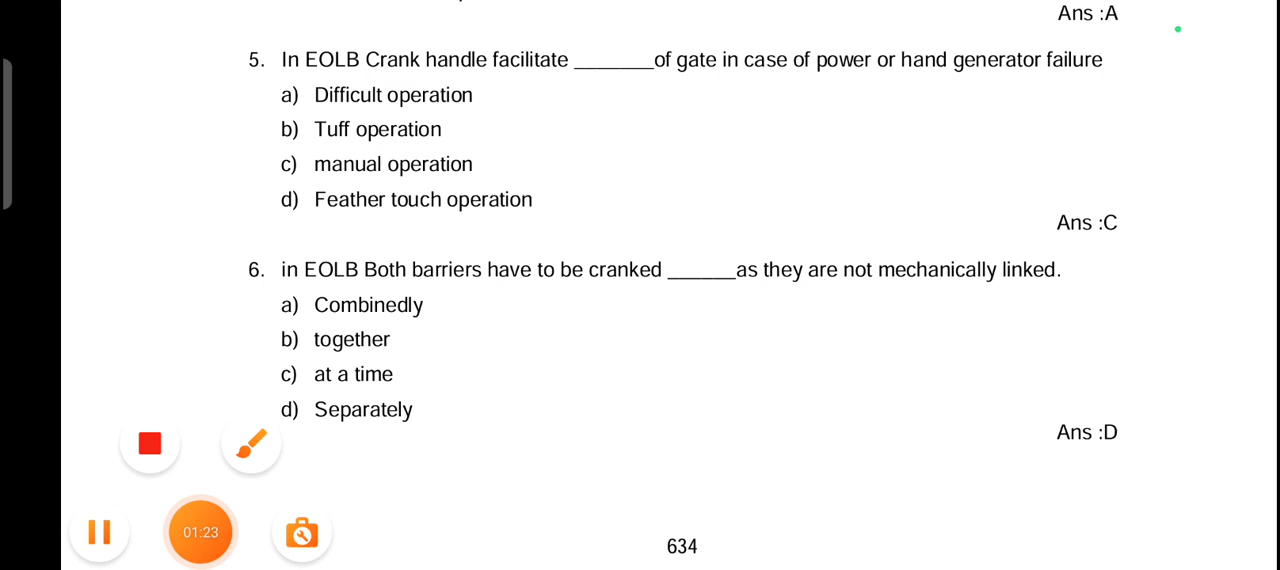 Ans :A
5. In EOLB Crank handle facilitate _______of gate in case of power or hand generator failure
a) Difficult operation
b) Tuff operation
c) manual operation
d) Feather touch operation
Ans :C
6. in EOLB Both barriers have to be cranked ______as they are not mechanically linked.
a) Combinedly
b) together
c) at a time
d) Separately
Ans :D
01:23
634